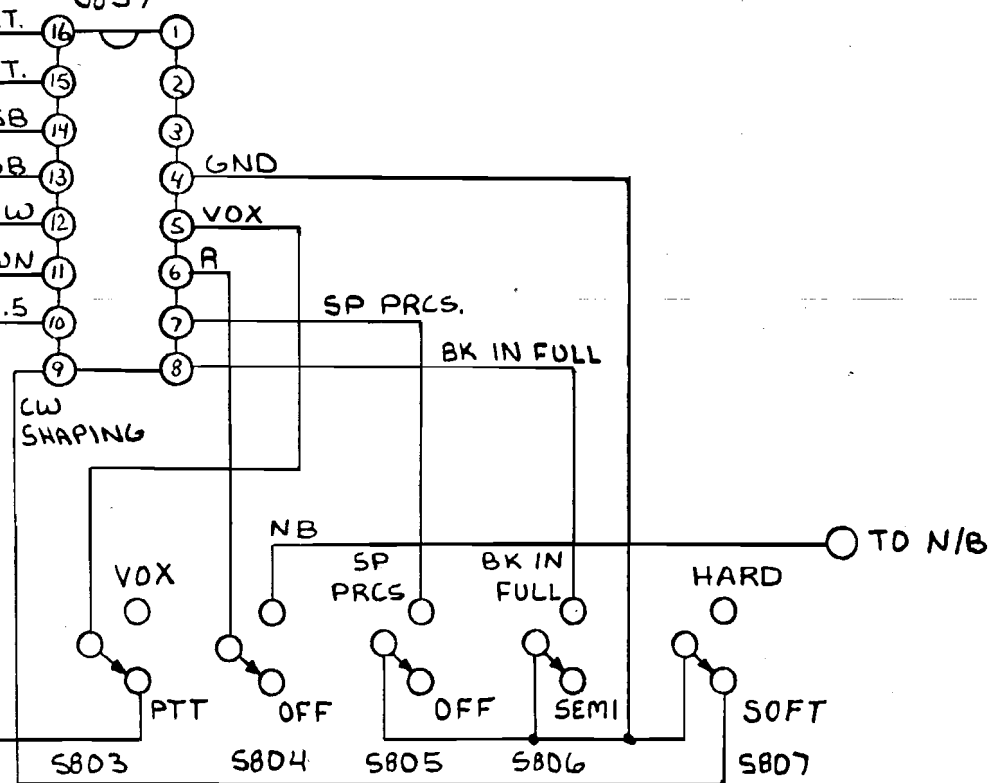 16 1
15 2
14 3
13 4 GND
12 5 VOX
11 6 R
.5 10 7 SP PRCS.
9 8 BK IN FULL
CW
SHAPING
NB
TO N/B
VOX
SP
PRCS
BK IN
FULL
HARD
PTT
OFF
OFF
SEMI
SOFT
S803
S804
S805
S806
S807